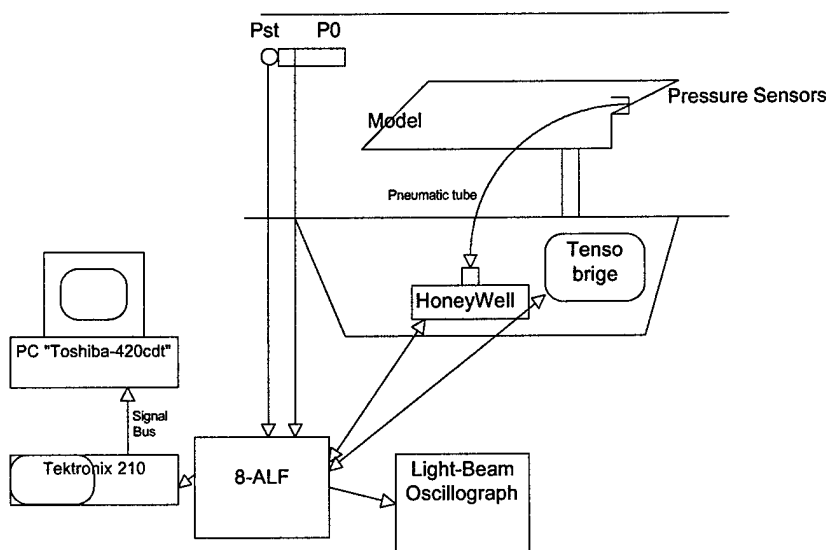 Pst P0
Pressure Sensors
Model
Pneumatic tube
Tenso
brige
HoneyWell
PC "Toshiba-420cdt"
Signal
Bus
Tektronix 210
8-ALF
Light-Beam
Oscillograph